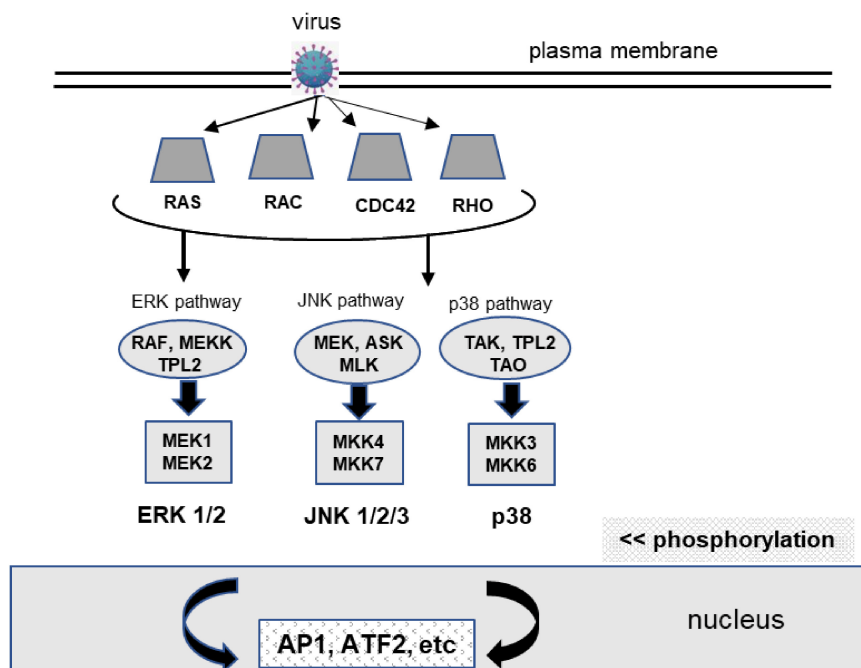 virus
plasma membrane
RAS
RAC
CDC42
RHO
ERK pathway
JNK pathway
p38 pathway
RAF, MEKK
TPL2
MEK, ASK
MLK
TAK, TPL2
TAO
MEK1
MEK2
MKK4
MKK7
MKK3
MKK6
ERK 1/2
JNK 1/2/3
p38
<< phosphorylation
nucleus
AP1, ATF2, etc